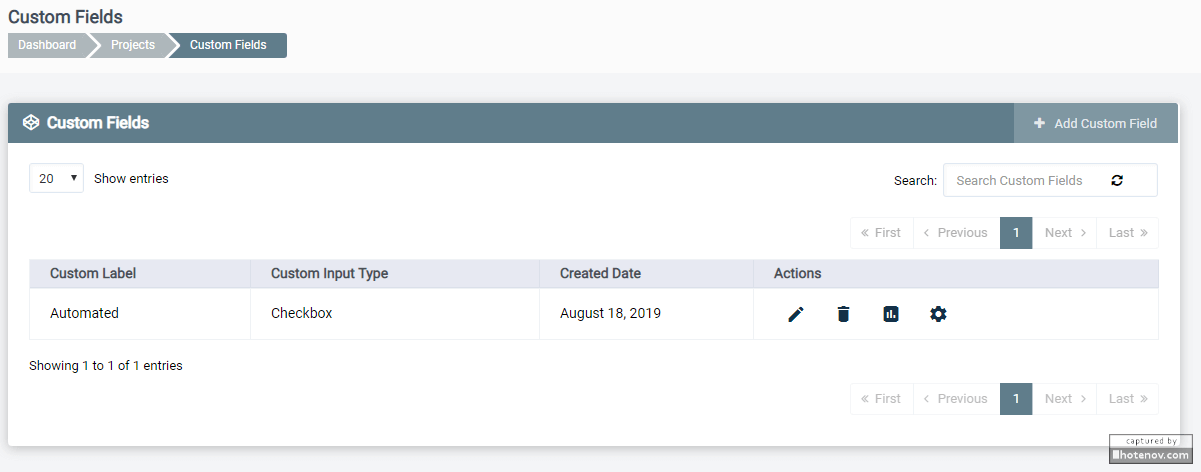 Custom Fields
Dashboard Projects Custom Fields
Custom Fields + Add Custom Field
20 Show entries Search: Search Custom Fields
« First ‹ Previous 1 Next › Last »
Custom Label Custom Input Type Created Date Actions
Automated Checkbox August 18, 2019
Showing 1 to 1 of 1 entries
« First ‹ Previous 1 Next › Last »
captured by
hotenov.com